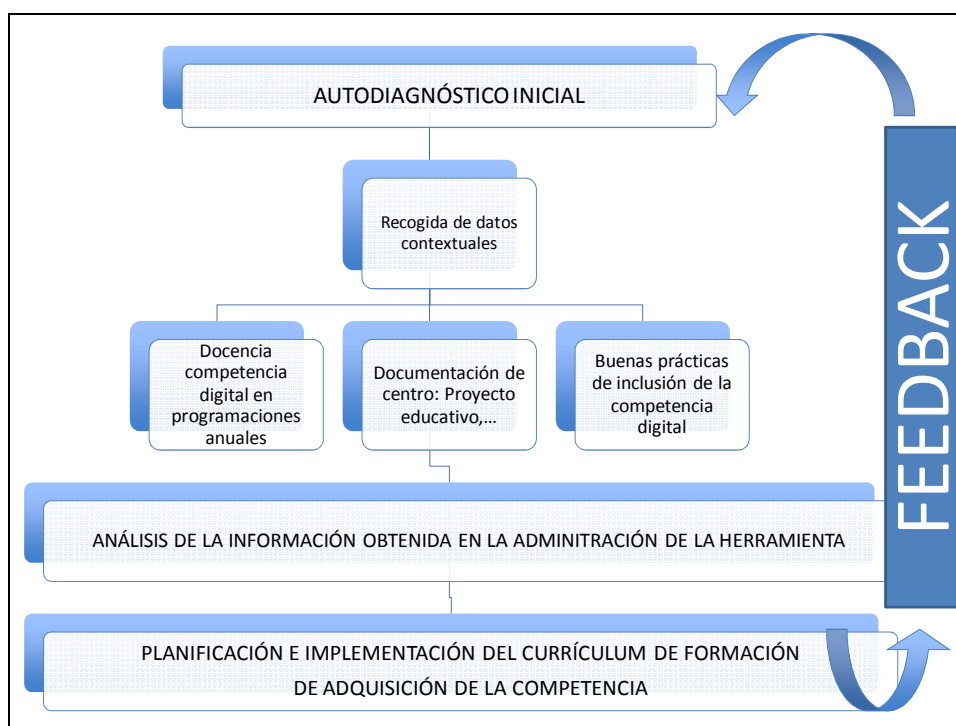 AUTODIAGNÓSTICO INICIAL
Recogida de datos
contextuales
Docencia
competencia
digital en
programaciones
anuales
Documentación de
centro: Proyecto
educativo,...
Buenas prácticas
de inclusión de la
competencia
digital
ANÁLISIS DE LA INFORMACIÓN OBTENIDA EN LA ADMINITRACIÓN DE LA HERRAMIENTA
PLANIFICACIÓN E IMPLEMENTACIÓN DEL CURRÍCULUM DE FORMACIÓN
DE ADQUISICIÓN DE LA COMPETENCIA
FEEDBACK